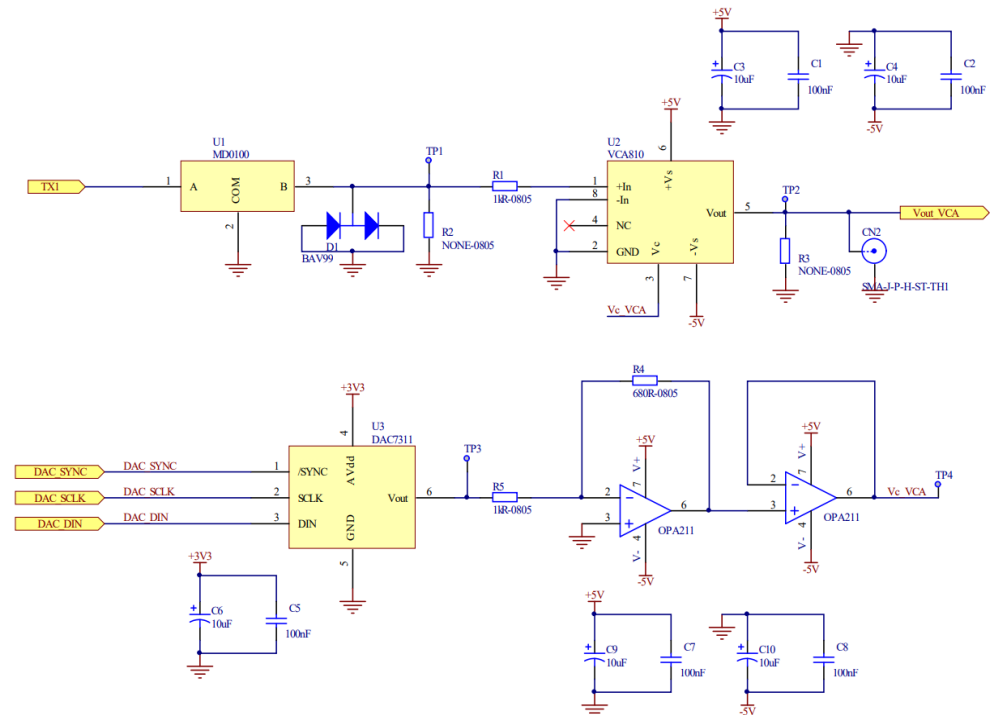 +5V
C3
10uF
C1
100nF
C4
10uF
C2
100nF
-5V
U1
MD0100
TX1
1
A
COM
B
3
2
TP1
D1
BAV99
R2
NONE-0805
R1
1kR-0805
U2
VCA810
+5V
6
+Vs
1
+In
8
-In
4
NC
2
GND
Vc
-Vs
Vout
5
3
7
Vc_VCA
-5V
TP2
R3
NONE-0805
CN2
SMA-J-P-H-ST-TH1
Vout_VCA
+3V3
4
U3
DAC7311
DAC_SYNC
DAC_SYNC
1
/SYNC
AVdd
DAC_SCLK
DAC_SCLK
2
SCLK
Vout
6
DAC_DIN
DAC_DIN
3
DIN
GND
5
TP3
R5
1kR-0805
R4
680R-0805
+5V
V+
7
2
3
6
4
V-
OPA211
-5V
+5V
V+
7
2
3
6
4
V-
OPA211
-5V
Vc_VCA
TP4
+3V3
C6
10uF
C5
100nF
+5V
C9
10uF
C7
100nF
C10
10uF
C8
100nF
-5V